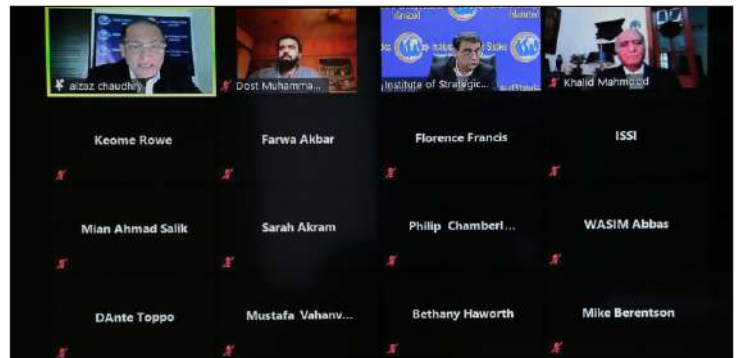 aizaz chaudhry
Dost Muhamma...
Institute of Strategic...
Khalid Mahmood
Keome Rowe
Farwa Akbar
Florence Francis
ISSI
Mian Ahmad Salik
Sarah Akram
Philip Chamberl...
WASIM Abbas
DAnte Toppo
Mustafa Vahanv...
Bethany Haworth
Mike Berentson